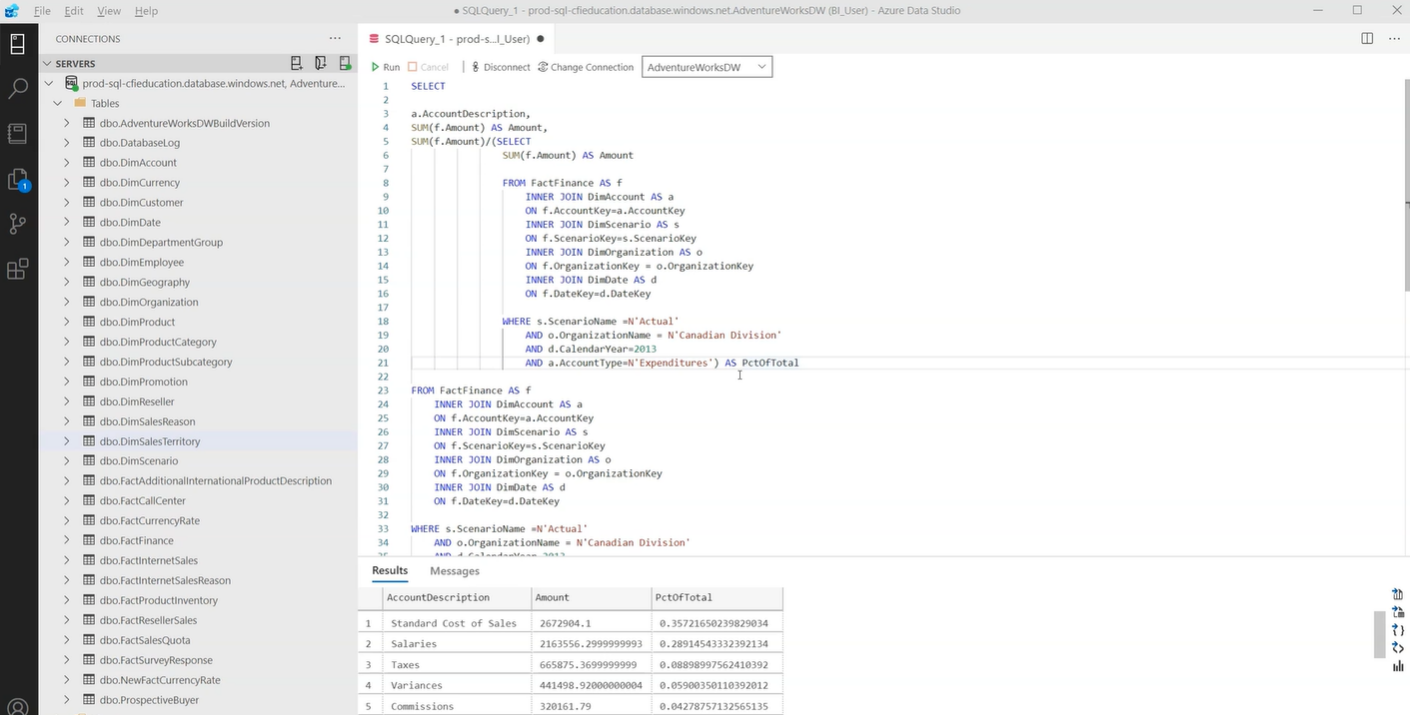 File Edit View Help
● SQLQuery_1 - prod-sql-cfieducation.database.windows.net.AdventureWorksDW (BI_User) - Azure Data Studio
CONNECTIONS
SERVERS
prod-sql-cfieducation.database.windows.net, Adventure...
Tables
dbo.AdventureWorksDWBuildVersion
dbo.DatabaseLog
dbo.DimAccount
dbo.DimCurrency
dbo.DimCustomer
dbo.DimDate
dbo.DimDepartmentGroup
dbo.DimEmployee
dbo.DimGeography
dbo.DimOrganization
dbo.DimProduct
dbo.DimProductCategory
dbo.DimProductSubcategory
dbo.DimPromotion
dbo.DimReseller
dbo.DimSalesReason
dbo.DimSalesTerritory
dbo.DimScenario
dbo.FactAdditionalInternationalProductDescription
dbo.FactCallCenter
dbo.FactCurrencyRate
dbo.FactFinance
dbo.FactInternetSales
dbo.FactInternetSalesReason
dbo.FactProductInventory
dbo.FactResellerSales
dbo.FactSalesQuota
dbo.FactSurveyResponse
dbo.NewFactCurrencyRate
dbo.ProspectiveBuyer
1
SQLQuery_1 - prod-s...I_User) ●
Run Cancel Disconnect Change Connection AdventureWorksDW
1 SELECT
2
3 a.AccountDescription,
4 SUM(f.Amount) AS Amount,
5 SUM(f.Amount)/(SELECT
6 SUM(f.Amount) AS Amount
7
8 FROM FactFinance AS f
9 INNER JOIN DimAccount AS a
10 ON f.AccountKey=a.AccountKey
11 INNER JOIN DimScenario AS s
12 ON f.ScenarioKey=s.ScenarioKey
13 INNER JOIN DimOrganization AS o
14 ON f.OrganizationKey = o.OrganizationKey
15 INNER JOIN DimDate AS d
16 ON f.DateKey=d.DateKey
17
18 WHERE s.ScenarioName =N'Actual'
19 AND o.OrganizationName = N'Canadian Division'
20 AND d.CalendarYear=2013
21 AND a.AccountType=N'Expenditures') AS PctOfTotal
22
23 FROM FactFinance AS f
24 INNER JOIN DimAccount AS a
25 ON f.AccountKey=a.AccountKey
26 INNER JOIN DimScenario AS s
27 ON f.ScenarioKey=s.ScenarioKey
28 INNER JOIN DimOrganization AS o
29 ON f.OrganizationKey = o.OrganizationKey
30 INNER JOIN DimDate AS d
31 ON f.DateKey=d.DateKey
32
33 WHERE s.ScenarioName =N'Actual'
34 AND o.OrganizationName = N'Canadian Division'
35 AND d.CalendarYear=2013
Results Messages
AccountDescription Amount PctOfTotal
1 Standard Cost of Sales 2672904.1 0.35721650239829034
2 Salaries 2163556.2999999993 0.28914543332392134
3 Taxes 665875.3699999999 0.08898997562410392
4 Variances 441498.92000000004 0.05900350110392012
5 Commissions 320161.79 0.04278757132565135